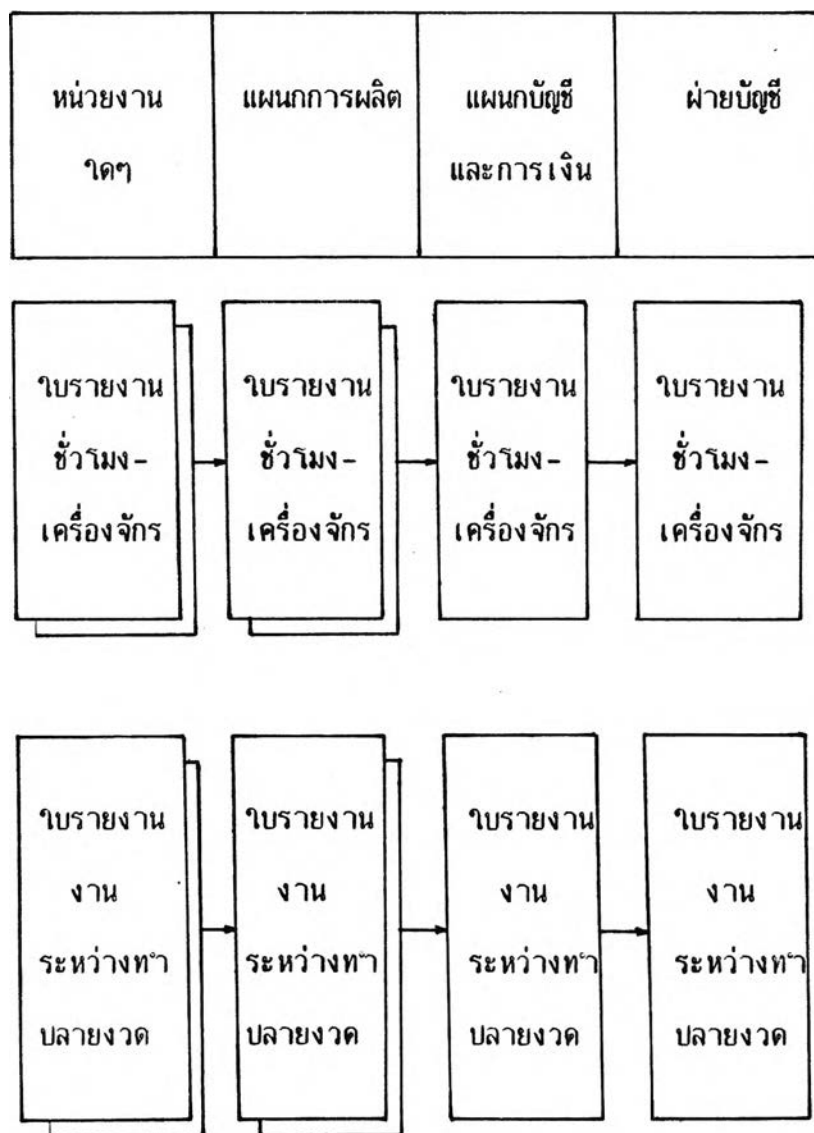 หน่วยงาน
ใดๆ
แผนกการผลิต
แผนกบัญชี
และการเงิน
ฝ่ายบัญชี
ใบรายงาน
ชั่วโมง-
เครื่องจักร
ใบรายงาน
ชั่วโมง-
เครื่องจักร
ใบรายงาน
ชั่วโมง-
เครื่องจักร
ใบรายงาน
ชั่วโมง-
เครื่องจักร
ใบรายงาน
งาน
ระหว่างทำ
ปลายงวด
ใบรายงาน
งาน
ระหว่างทำ
ปลายงวด
ใบรายงาน
งาน
ระหว่างทำ
ปลายงวด
ใบรายงาน
งาน
ระหว่างทำ
ปลายงวด